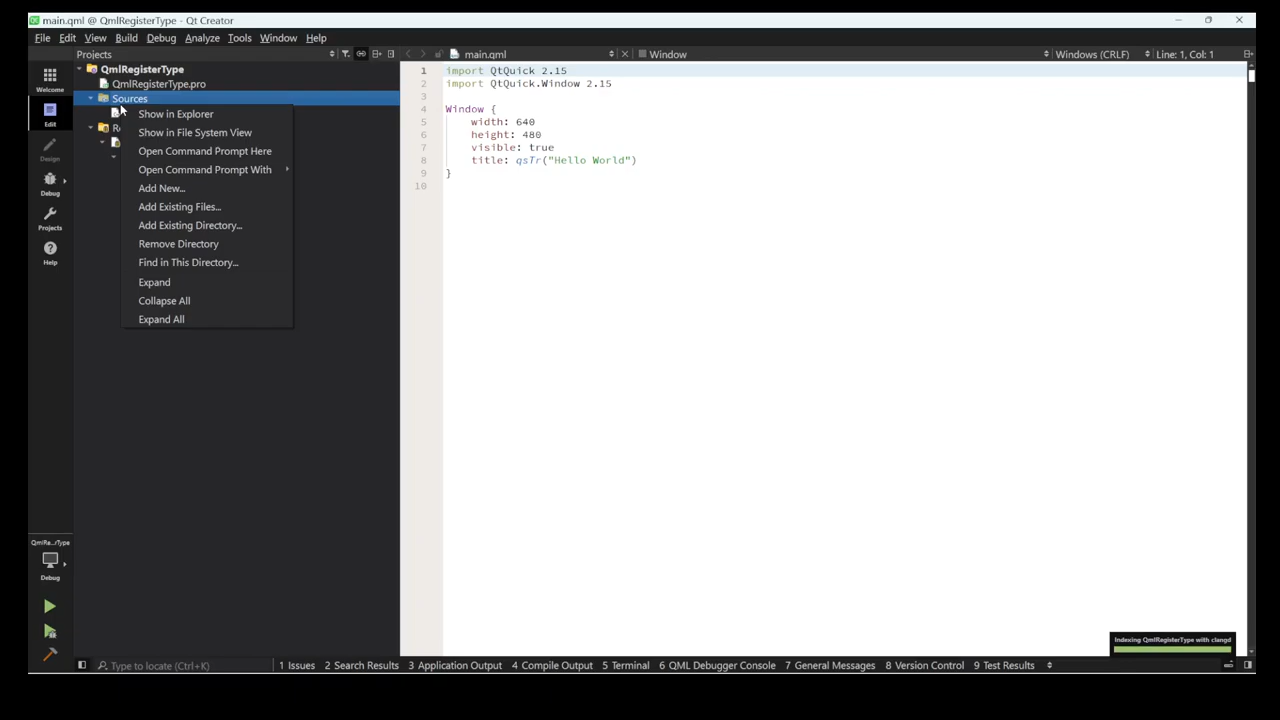 main.qml @ QmlRegisterType - Qt Creator
File Edit View Build Debug Analyze Tools Window Help
Projects
main.qml
Window
Windows (CRLF)
Line: 1, Col: 1
Welcome
Edit
Design
Debug
Projects
Help
QmlRegisterType
QmlRegisterType.pro
Sources
Show in Explorer
Show in File System View
Open Command Prompt Here
Open Command Prompt With
Add New...
Add Existing Files...
Add Existing Directory...
Remove Directory
Find in This Directory...
Expand
Collapse All
Expand All
1 import QtQuick 2.15
2 import QtQuick.Window 2.15
3
4 Window {
5 width: 640
6 height: 480
7 visible: true
8 title: qsTr("Hello World")
9 }
10
QmlRe...rType
Debug
Indexing QmlRegisterType with clangd
Type to locate (Ctrl+K)
1 Issues 2 Search Results 3 Application Output 4 Compile Output 5 Terminal 6 QML Debugger Console 7 General Messages 8 Version Control 9 Test Results